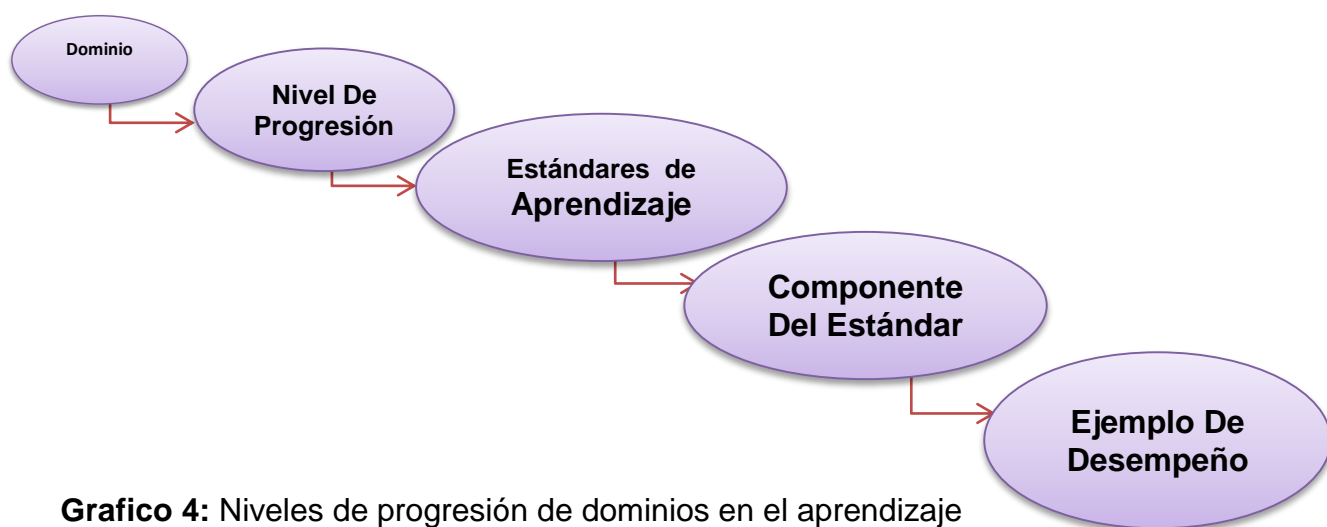 Dominio
Nivel De
Progresión
Estándares de
Aprendizaje
Componente
Del Estándar
Ejemplo De
Desempeño
Grafico 4: Niveles de progresión de dominios en el aprendizaje